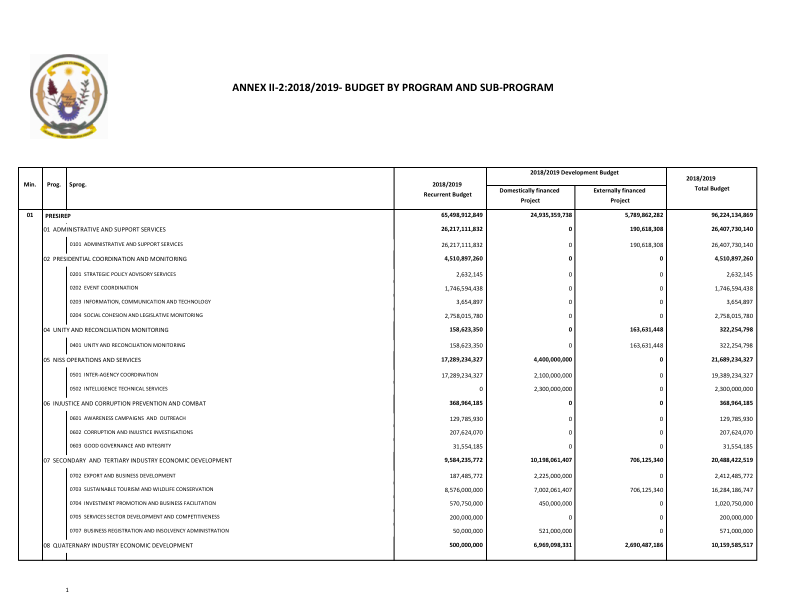 ANNEX II-2:2018/2019- BUDGET BY PROGRAM AND SUB-PROGRAM
Min. Prog. Sprog. 2018/2019 Recurrent Budget 2018/2019 Development Budget 2018/2019 Total Budget
Domestically financed Project Externally financed Project
01 PRESIREP 65,498,912,849 24,935,359,738 5,789,862,282 96,224,134,869
01 ADMINISTRATIVE AND SUPPORT SERVICES 26,217,111,832 0 190,618,308 26,407,730,140
0101 ADMINISTRATIVE AND SUPPORT SERVICES 26,217,111,832 0 190,618,308 26,407,730,140
02 PRESIDENTIAL COORDINATION AND MONITORING 4,510,897,260 0 0 4,510,897,260
0201 STRATEGIC POLICY ADVISORY SERVICES 2,632,145 0 0 2,632,145
0202 EVENT COORDINATION 1,746,594,438 0 0 1,746,594,438
0203 INFORMATION, COMMUNICATION AND TECHNOLOGY 3,654,897 0 0 3,654,897
0204 SOCIAL COHESION AND LEGISLATIVE MONITORING 2,758,015,780 0 0 2,758,015,780
04 UNITY AND RECONCILIATION MONITORING 158,623,350 0 163,631,448 322,254,798
0401 UNITY AND RECONCILIATION MONITORING 158,623,350 0 163,631,448 322,254,798
05 NISS OPERATIONS AND SERVICES 17,289,234,327 4,400,000,000 0 21,689,234,327
0501 INTER-AGENCY COORDINATION 17,289,234,327 2,100,000,000 0 19,389,234,327
0502 INTELLIGENCE TECHNICAL SERVICES 0 2,300,000,000 0 2,300,000,000
06 INJUSTICE AND CORRUPTION PREVENTION AND COMBAT 368,964,185 0 0 368,964,185
0601 AWARENESS CAMPAIGNS AND OUTREACH 129,785,930 0 0 129,785,930
0602 CORRUPTION AND INJUSTICE INVESTIGATIONS 207,624,070 0 0 207,624,070
0603 GOOD GOVERNANCE AND INTEGRITY 31,554,185 0 0 31,554,185
07 SECONDARY AND TERTIARY INDUSTRY ECONOMIC DEVELOPMENT 9,584,235,772 10,198,061,407 706,125,340 20,488,422,519
0702 EXPORT AND BUSINESS DEVELOPMENT 187,485,772 2,225,000,000 0 2,412,485,772
0703 SUSTAINABLE TOURISM AND WILDLIFE CONSERVATION 8,576,000,000 7,002,061,407 706,125,340 16,284,186,747
0704 INVESTMENT PROMOTION AND BUSINESS FACILITATION 570,750,000 450,000,000 0 1,020,750,000
0705 SERVICES SECTOR DEVELOPMENT AND COMPETITIVENESS 200,000,000 0 0 200,000,000
0707 BUSINESS REGISTRATION AND INSOLVENCY ADMINISTRATION 50,000,000 521,000,000 0 571,000,000
08 QUATERNARY INDUSTRY ECONOMIC DEVELOPMENT 500,000,000 6,969,098,331 2,690,487,186 10,159,585,517
1